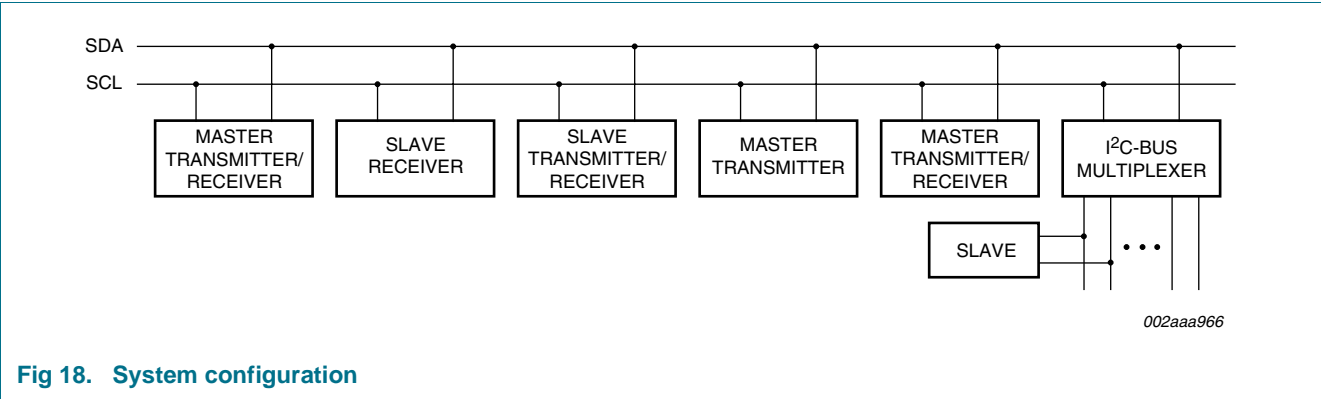 SDA
SCL
MASTER
TRANSMITTER/
RECEIVER
SLAVE
RECEIVER
SLAVE
TRANSMITTER/
RECEIVER
MASTER
TRANSMITTER
MASTER
TRANSMITTER/
RECEIVER
I²C-BUS
MULTIPLEXER
SLAVE
002aaa966
Fig 18. System configuration